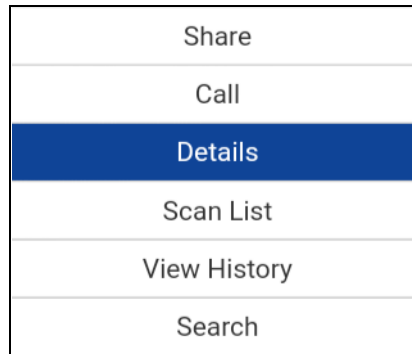 Share
Call
Details
Scan List
View History
Search